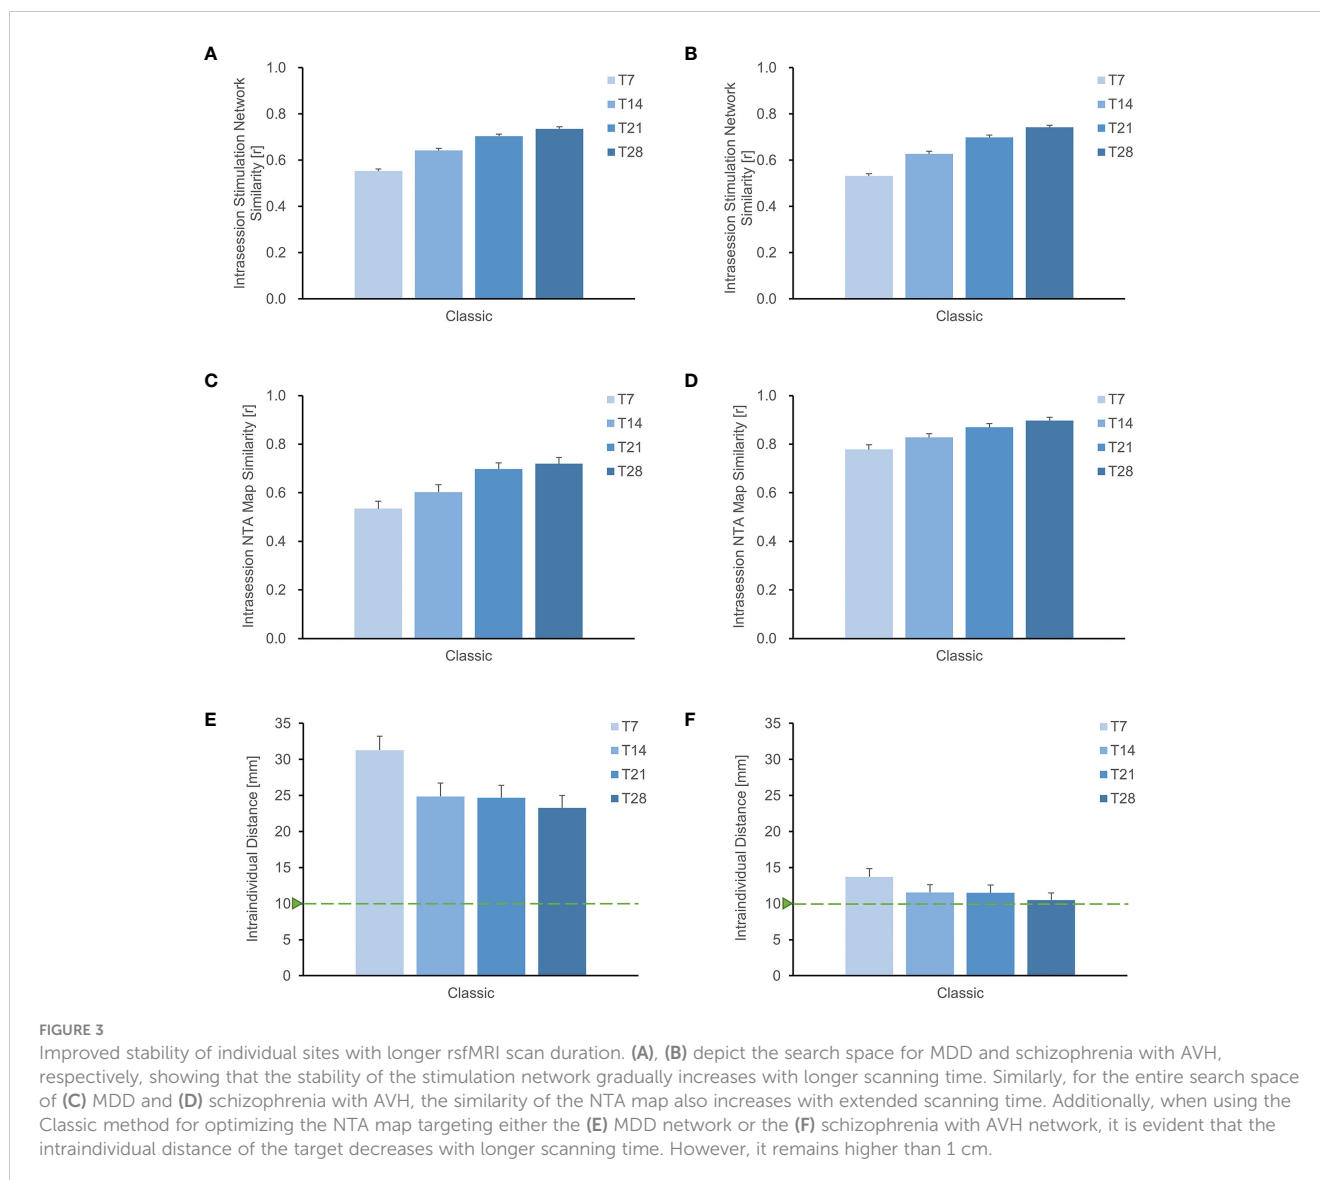 A
Intrasession Stimulation Network
Similarity [r]
1.0
0.8
0.6
0.4
0.2
0.0
Classic
T7
T14
T21
T28
B
Intrasession Stimulation Network
Similarity [r]
1.0
0.8
0.6
0.4
0.2
0.0
Classic
T7
T14
T21
T28
C
Intrasession NTA Map Similarity [r]
1.0
0.8
0.6
0.4
0.2
0.0
Classic
T7
T14
T21
T28
D
Intrasession NTA Map Similarity [r]
1.0
0.8
0.6
0.4
0.2
0.0
Classic
T7
T14
T21
T28
E
Intraindividual Distance [mm]
35
30
25
20
15
10
5
0
Classic
T7
T14
T21
T28
F
Intraindividual Distance [mm]
35
30
25
20
15
10
5
0
Classic
T7
T14
T21
T28
FIGURE 3
Improved stability of individual sites with longer rsfMRI scan duration. (A), (B) depict the search space for MDD and schizophrenia with AVH,
respectively, showing that the stability of the stimulation network gradually increases with longer scanning time. Similarly, for the entire search space
of (C) MDD and (D) schizophrenia with AVH, the similarity of the NTA map also increases with extended scanning time. Additionally, when using the
Classic method for optimizing the NTA map targeting either the (E) MDD network or the (F) schizophrenia with AVH network, it is evident that the
intraindividual distance of the target decreases with longer scanning time. However, it remains higher than 1 cm.